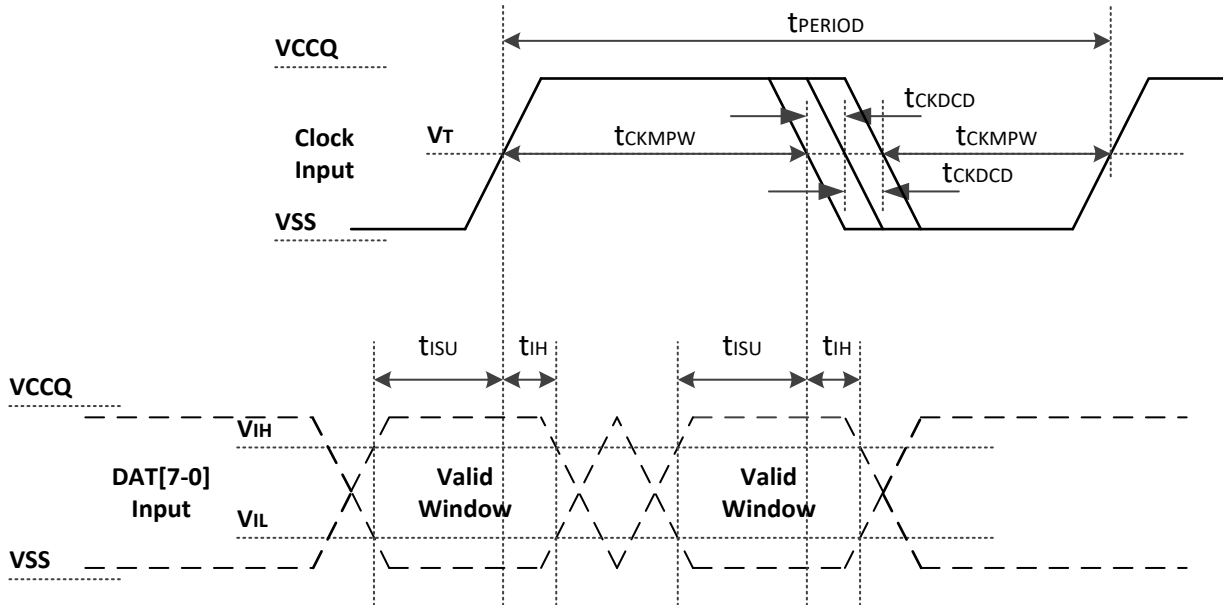 tPERIOD
VCCQ
tCKDCD
Clock
Input
VT
tCKMPW
tCKMPW
tCKDCD
VSS
tISU
tIH
tISU
tIH
VCCQ
VIH
DAT[7-0]
Input
Valid
Window
Valid
Window
VIL
VSS